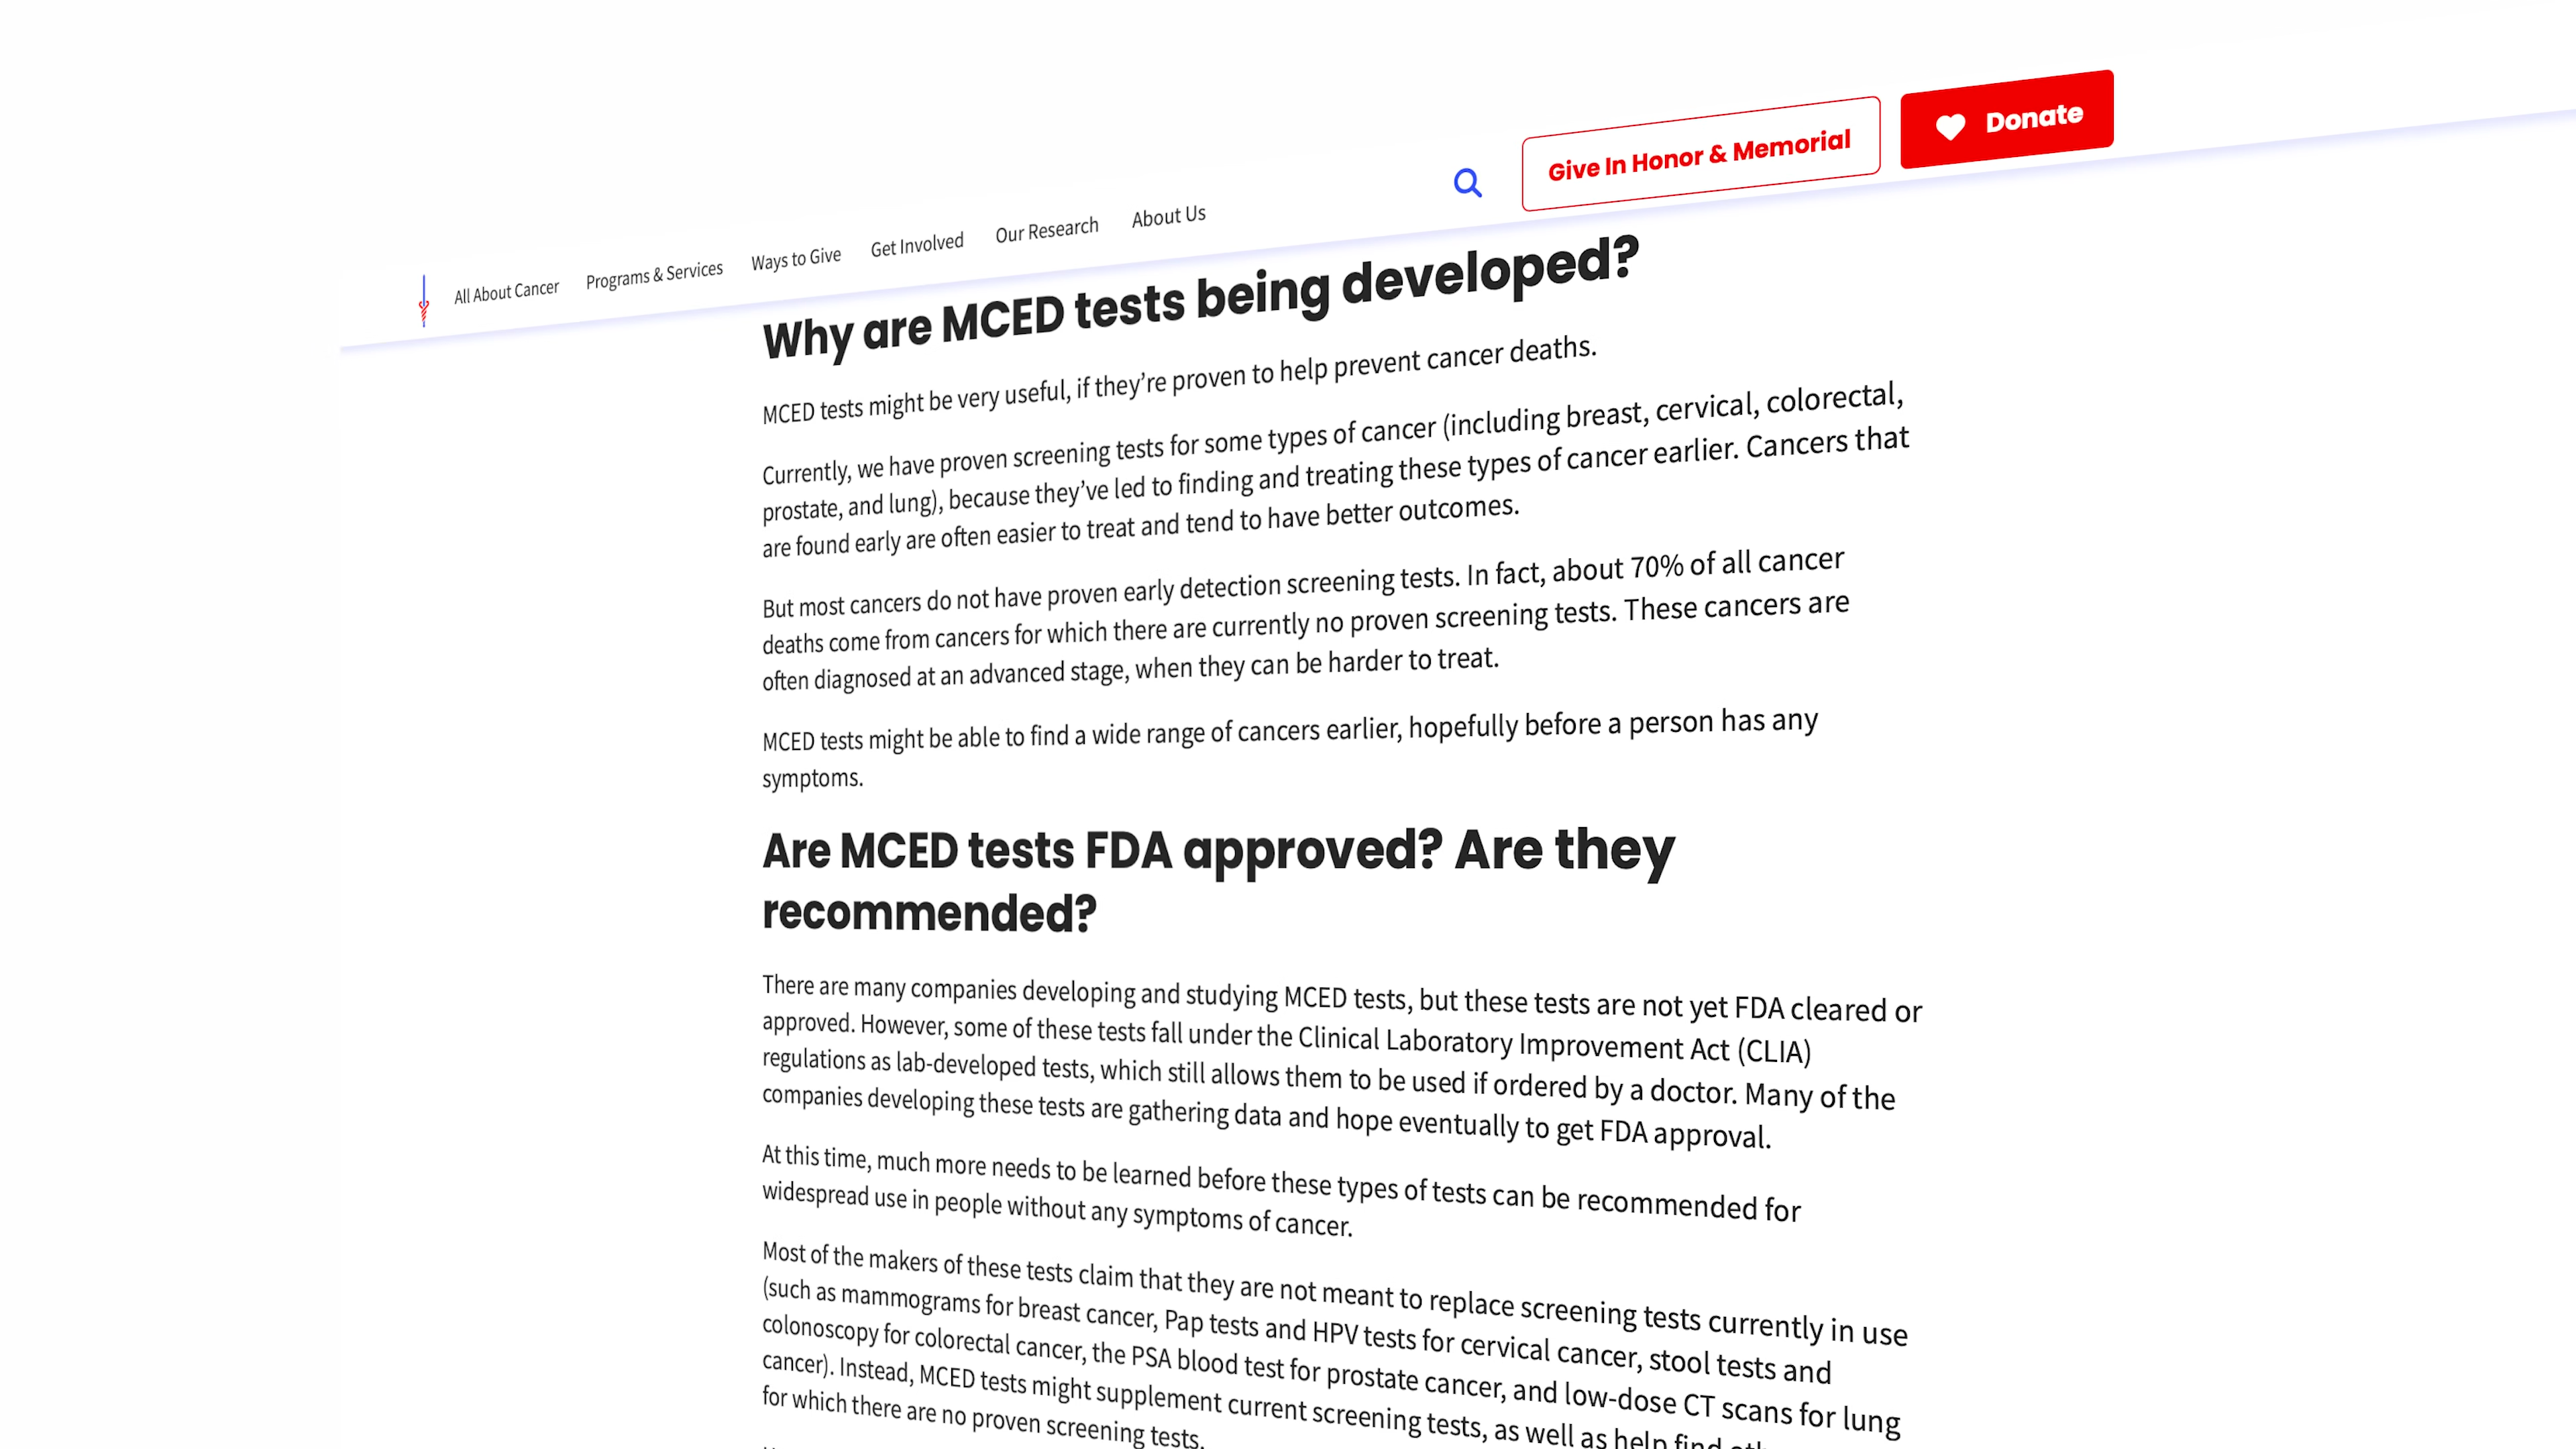 All About Cancer
Programs & Services
Ways to Give
Get Involved
Our Research
About Us
Give In Honor & Memorial
Donate
Why are MCED tests being developed?
MCED tests might be very useful, if they’re proven to help prevent cancer deaths.
Currently, we have proven screening tests for some types of cancer (including breast, cervical, colorectal,
prostate, and lung), because they’ve led to finding and treating these types of cancer earlier. Cancers that
are found early are often easier to treat and tend to have better outcomes.
But most cancers do not have proven early detection screening tests. In fact, about 70% of all cancer
deaths come from cancers for which there are currently no proven screening tests. These cancers are
often diagnosed at an advanced stage, when they can be harder to treat.
MCED tests might be able to find a wide range of cancers earlier, hopefully before a person has any
symptoms.
Are MCED tests FDA approved? Are they
recommended?
There are many companies developing and studying MCED tests, but these tests are not yet FDA cleared or
approved. However, some of these tests fall under the Clinical Laboratory Improvement Act (CLIA)
regulations as lab-developed tests, which still allows them to be used if ordered by a doctor. Many of the
companies developing these tests are gathering data and hope eventually to get FDA approval.
At this time, much more needs to be learned before these types of tests can be recommended for
widespread use in people without any symptoms of cancer.
Most of the makers of these tests claim that they are not meant to replace screening tests currently in use
(such as mammograms for breast cancer, Pap tests and HPV tests for cervical cancer, stool tests and
colonoscopy for colorectal cancer, the PSA blood test for prostate cancer, and low-dose CT scans for lung
cancer). Instead, MCED tests might supplement current screening tests, as well as help find
for which there are no proven screening tests.